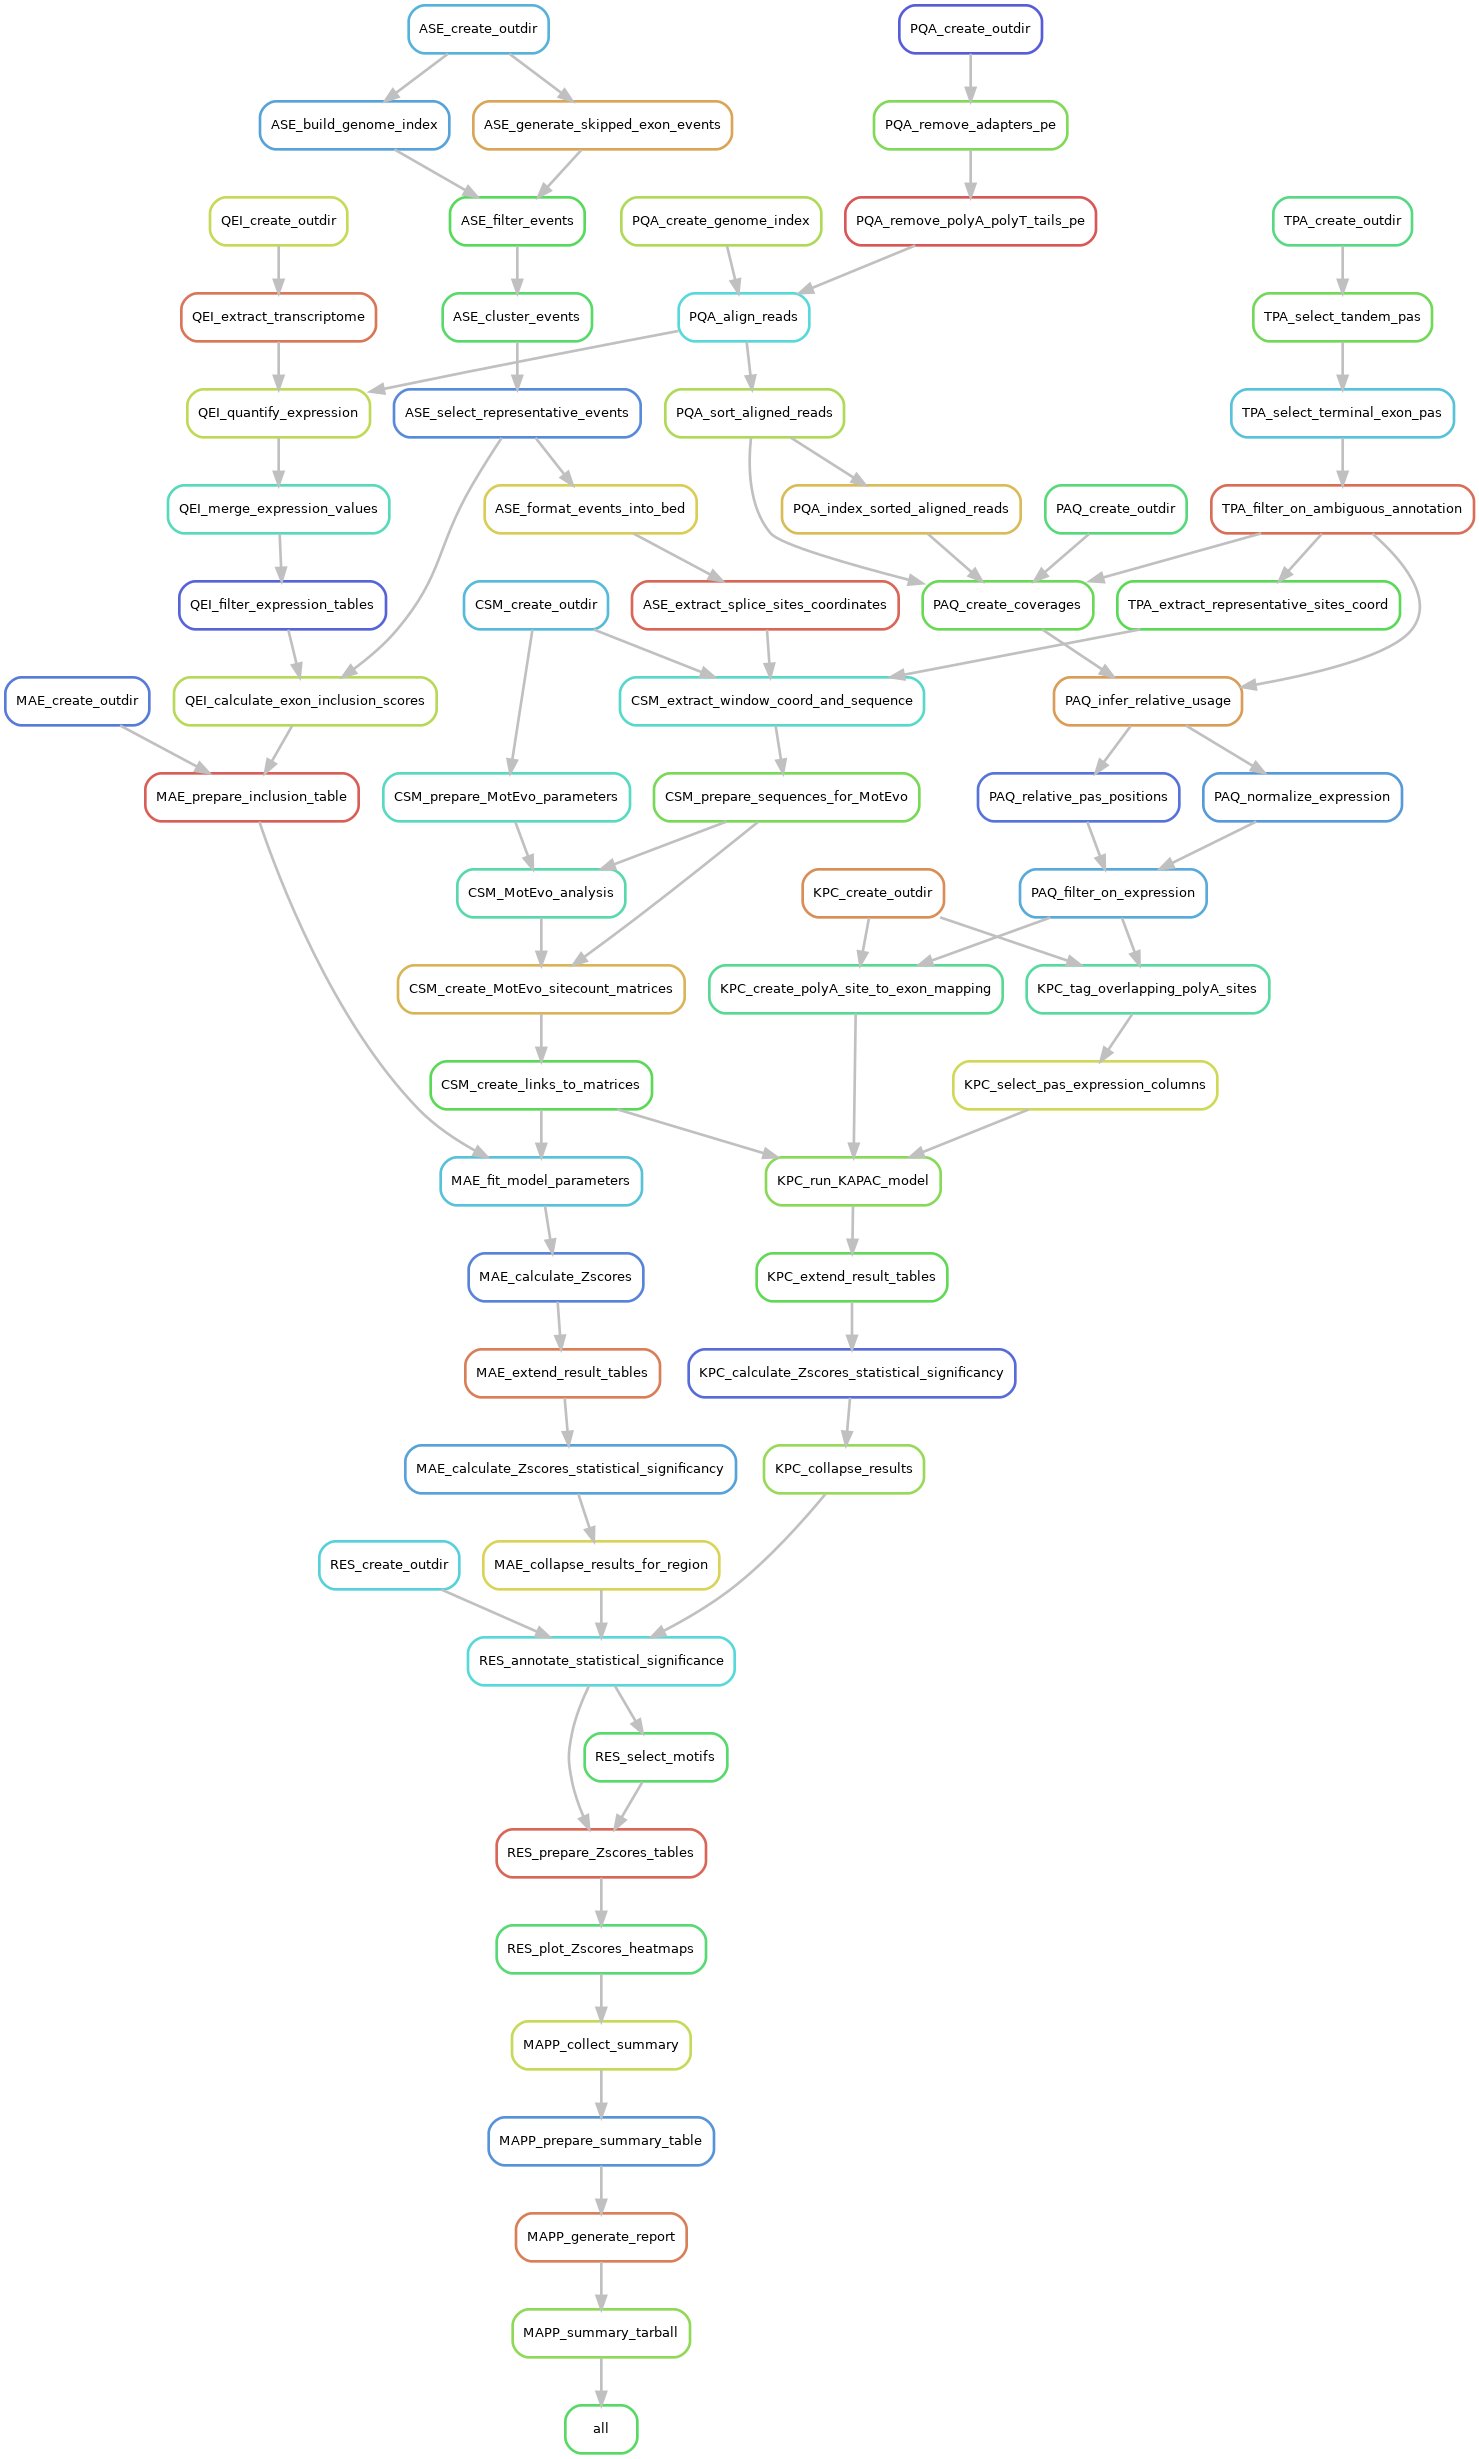 ASE_create_outdir
PQA_create_outdir
ASE_build_genome_index
ASE_generate_skipped_exon_events
PQA_remove_adapters_pe
QEI_create_outdir
ASE_filter_events
PQA_create_genome_index
PQA_remove_polyA_polyT_tails_pe
TPA_create_outdir
QEI_extract_transcriptome
ASE_cluster_events
PQA_align_reads
TPA_select_tandem_pas
QEI_quantify_expression
ASE_select_representative_events
PQA_sort_aligned_reads
TPA_select_terminal_exon_pas
QEI_merge_expression_values
ASE_format_events_into_bed
PQA_index_sorted_aligned_reads
PAQ_create_outdir
TPA_filter_on_ambiguous_annotation
QEI_filter_expression_tables
CSM_create_outdir
ASE_extract_splice_sites_coordinates
PAQ_create_coverages
TPA_extract_representative_sites_coord
MAE_create_outdir
QEI_calculate_exon_inclusion_scores
CSM_extract_window_coord_and_sequence
PAQ_infer_relative_usage
MAE_prepare_inclusion_table
CSM_prepare_MotEvo_parameters
CSM_prepare_sequences_for_MotEvo
PAQ_relative_pas_positions
PAQ_normalize_expression
CSM_MotEvo_analysis
KPC_create_outdir
PAQ_filter_on_expression
CSM_create_MotEvo_sitecount_matrices
KPC_create_polyA_site_to_exon_mapping
KPC_tag_overlapping_polyA_sites
CSM_create_links_to_matrices
KPC_select_pas_expression_columns
MAE_fit_model_parameters
KPC_run_KAPAC_model
MAE_calculate_Zscores
KPC_extend_result_tables
MAE_extend_result_tables
KPC_calculate_Zscores_statistical_significancy
MAE_calculate_Zscores_statistical_significancy
KPC_collapse_results
RES_create_outdir
MAE_collapse_results_for_region
RES_annotate_statistical_significance
RES_select_motifs
RES_prepare_Zscores_tables
RES_plot_Zscores_heatmaps
MAPP_collect_summary
MAPP_prepare_summary_table
MAPP_generate_report
MAPP_summary_tarball
all